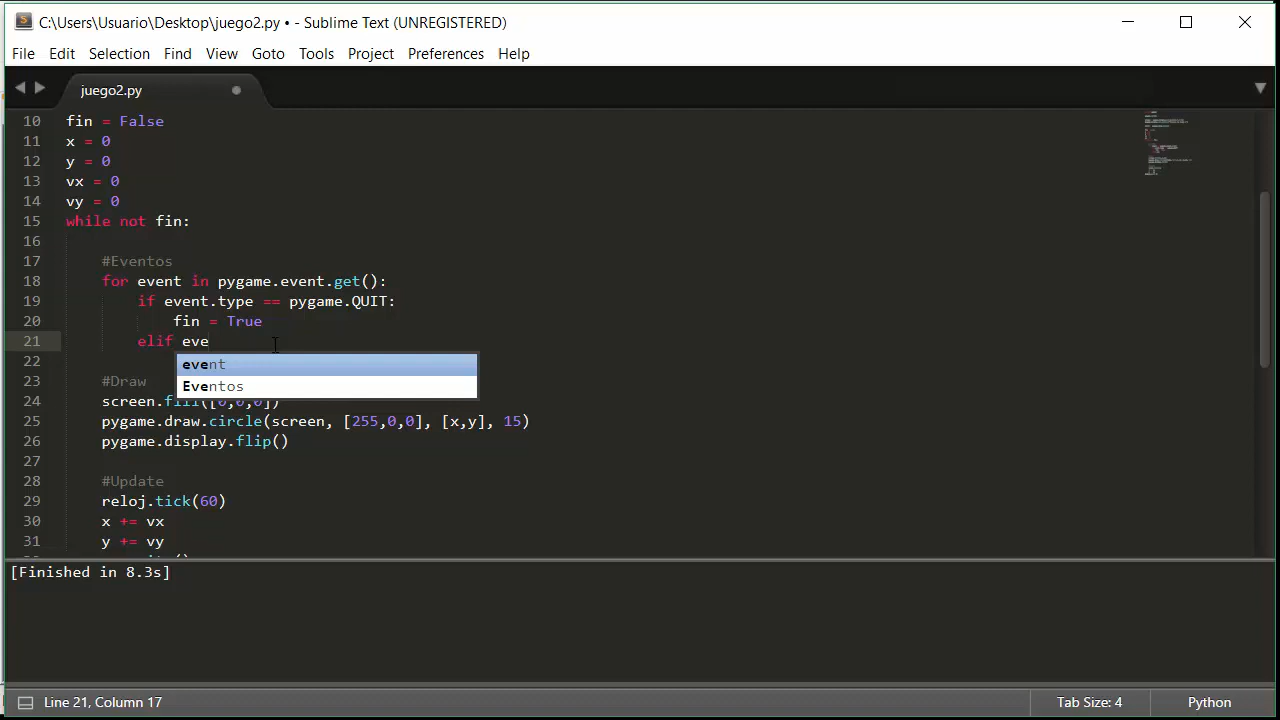 C:\Users\Usuario\Desktop\juego2.py • - Sublime Text (UNREGISTERED)
File Edit Selection Find View Goto Tools Project Preferences Help
juego2.py
10 fin = False
11 x = 0
12 y = 0
13 vx = 0
14 vy = 0
15 while not fin:
16
17 #Eventos
18 for event in pygame.event.get():
19 if event.type == pygame.QUIT:
20 fin = True
21 elif eve
22 event
Eventos
23 #Draw
24 screen.fill([0,0,0])
25 pygame.draw.circle(screen, [255,0,0], [x,y], 15)
26 pygame.display.flip()
27
28 #Update
29 reloj.tick(60)
30 x += vx
31 y += vy
[Finished in 8.3s]
Line 21, Column 17 Tab Size: 4 Python